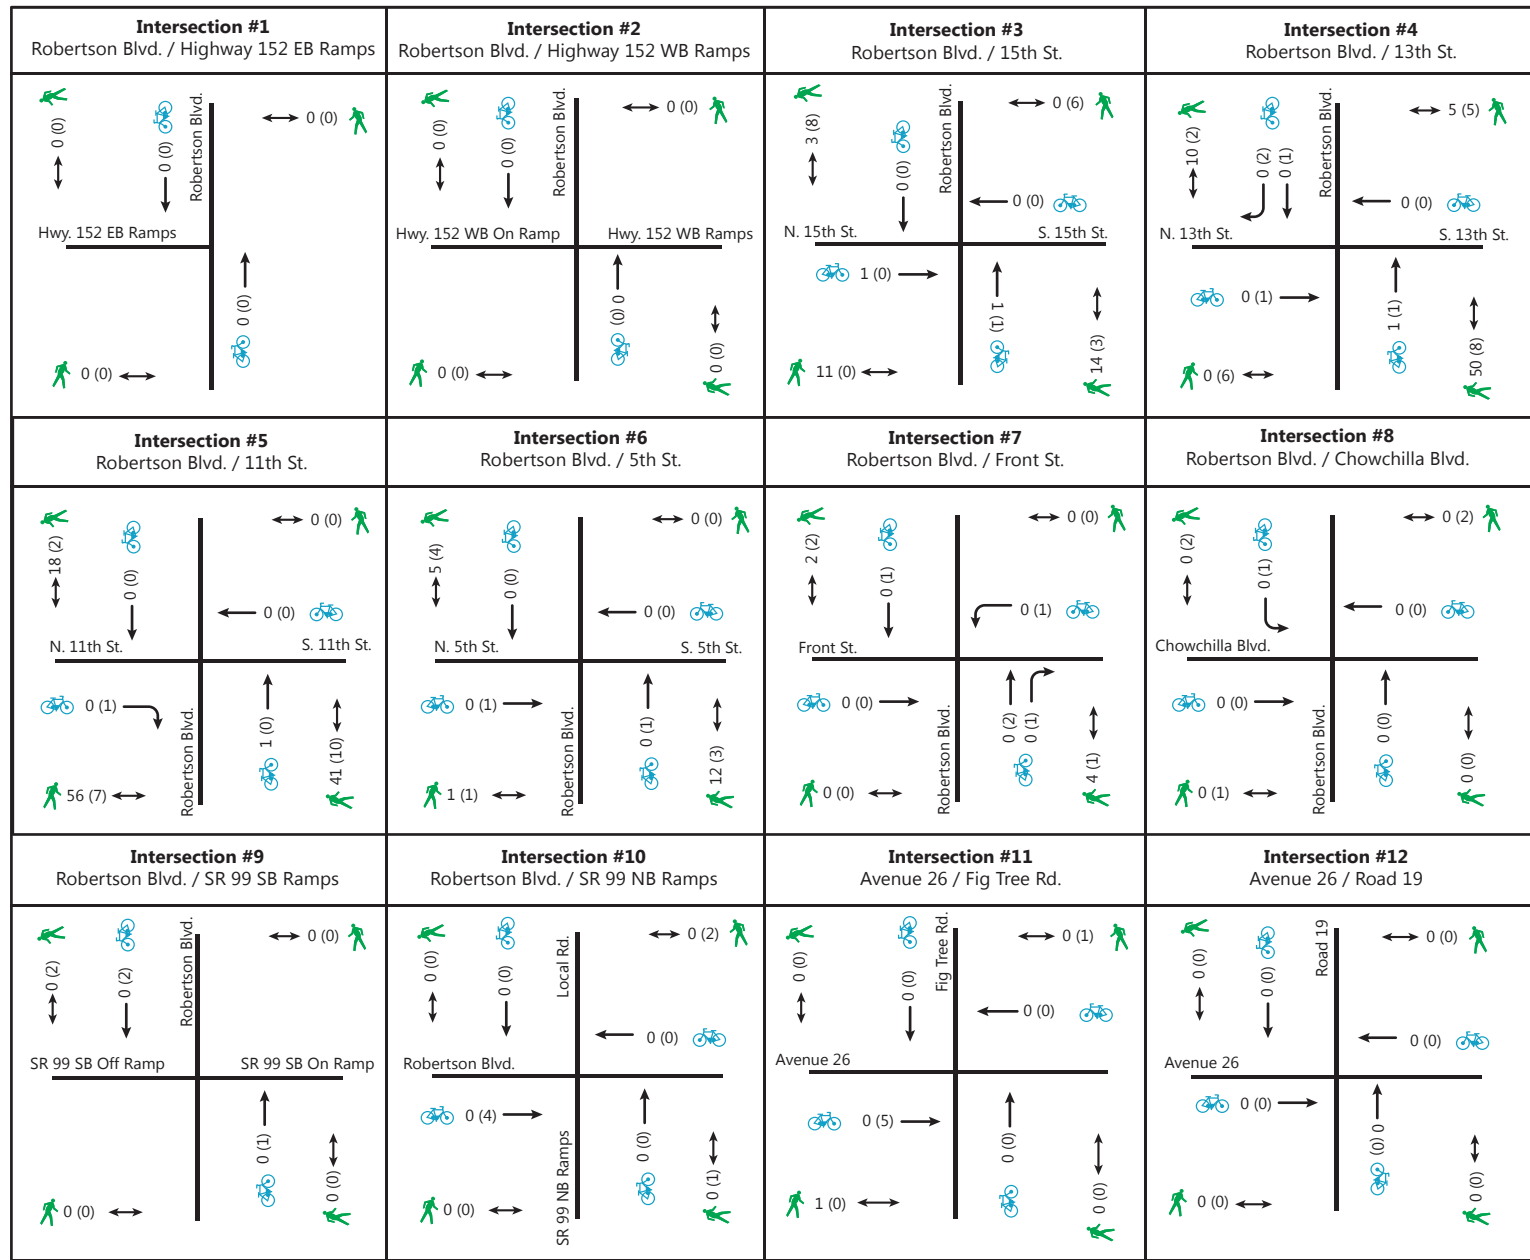 Intersection #1
Robertson Blvd. / Highway 152 EB Ramps
0 (0)
0 (0)
Robertson Blvd.
0 (0)
Hwy. 152 EB Ramps
0 (0)
0 (0)
Intersection #2
Robertson Blvd. / Highway 152 WB Ramps
0 (0)
0 (0)
Robertson Blvd.
0 (0)
Hwy. 152 WB On Ramp
Hwy. 152 WB Ramps
0 (0)
0 (0)
0 (0)
Intersection #3
Robertson Blvd. / 15th St.
3 (8)
0 (0)
Robertson Blvd.
0 (6)
0 (0)
N. 15th St.
S. 15th St.
1 (0)
1 (1)
11 (0)
14 (3)
Intersection #4
Robertson Blvd. / 13th St.
10 (2)
0 (2)
0 (1)
Robertson Blvd.
5 (5)
0 (0)
N. 13th St.
S. 13th St.
0 (1)
1 (1)
0 (6)
50 (8)
Intersection #5
Robertson Blvd. / 11th St.
18 (2)
0 (0)
0 (0)
0 (0)
N. 11th St.
S. 11th St.
0 (1)
Robertson Blvd.
1 (0)
56 (7)
41 (10)
Intersection #6
Robertson Blvd. / 5th St.
5 (4)
0 (0)
0 (0)
0 (0)
N. 5th St.
S. 5th St.
0 (1)
Robertson Blvd.
0 (1)
1 (1)
12 (3)
Intersection #7
Robertson Blvd. / Front St.
2 (2)
0 (1)
0 (0)
0 (1)
Front St.
0 (0)
Robertson Blvd.
0 (2)
0 (1)
0 (0)
4 (1)
Intersection #8
Robertson Blvd. / Chowchilla Blvd.
0 (2)
0 (1)
0 (2)
0 (0)
Chowchilla Blvd.
0 (0)
Robertson Blvd.
0 (0)
0 (1)
0 (0)
Intersection #9
Robertson Blvd. / SR 99 SB Ramps
0 (2)
0 (2)
Robertson Blvd.
0 (0)
SR 99 SB Off Ramp
SR 99 SB On Ramp
0 (1)
0 (0)
0 (0)
Intersection #10
Robertson Blvd. / SR 99 NB Ramps
0 (0)
0 (0)
Local Rd.
0 (2)
0 (0)
Robertson Blvd.
0 (4)
SR 99 NB Ramps
0 (0)
0 (0)
0 (1)
Intersection #11
Avenue 26 / Fig Tree Rd.
0 (0)
0 (0)
Fig Tree Rd.
0 (1)
0 (0)
Avenue 26
0 (5)
0 (0)
1 (0)
0 (0)
Intersection #12
Avenue 26 / Road 19
0 (0)
0 (0)
Road 19
0 (0)
0 (0)
Avenue 26
0 (0)
0 (0)
0 (0)
0 (0)